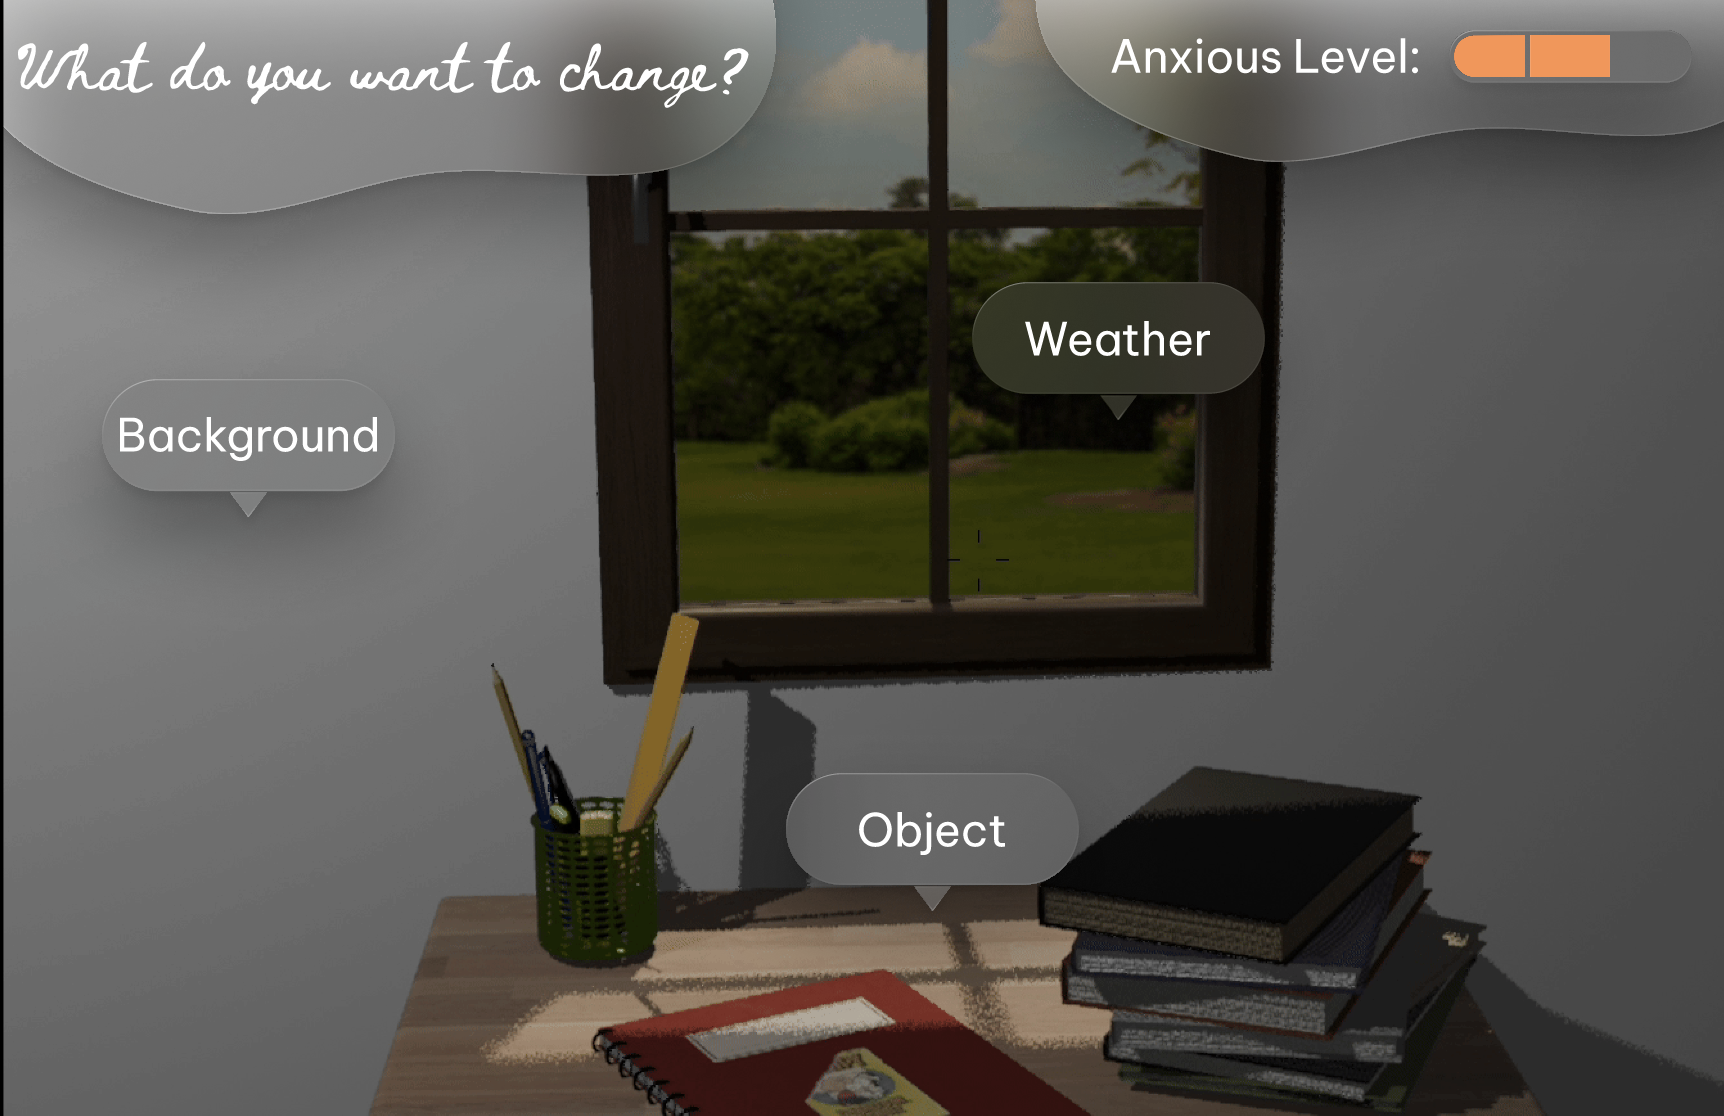 What do you want to change?
Anxious Level:
Weather
Background
Object